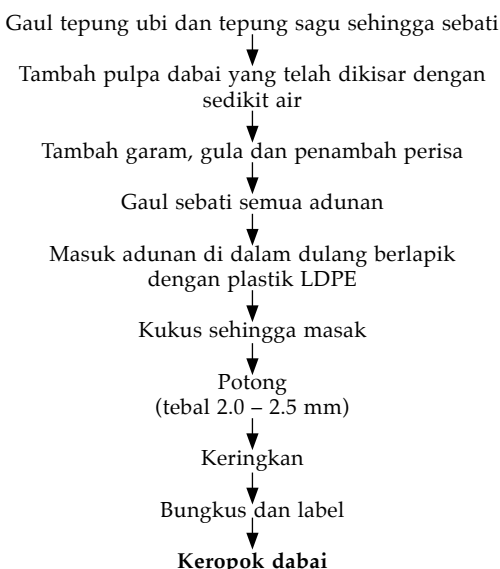 Gaul tepung ubi dan tepung sagu sehingga sebati
Tambah pulpa dabai yang telah dikisar dengan
sedikit air
Tambah garam, gula dan penambah perisa
Gaul sebati semua adunan
Masuk adunan di dalam dulang berlapik
dengan plastik LDPE
Kukus sehingga masak
Potong
(tebal 2.0 – 2.5 mm)
Keringkan
Bungkus dan label
Keropok dabai